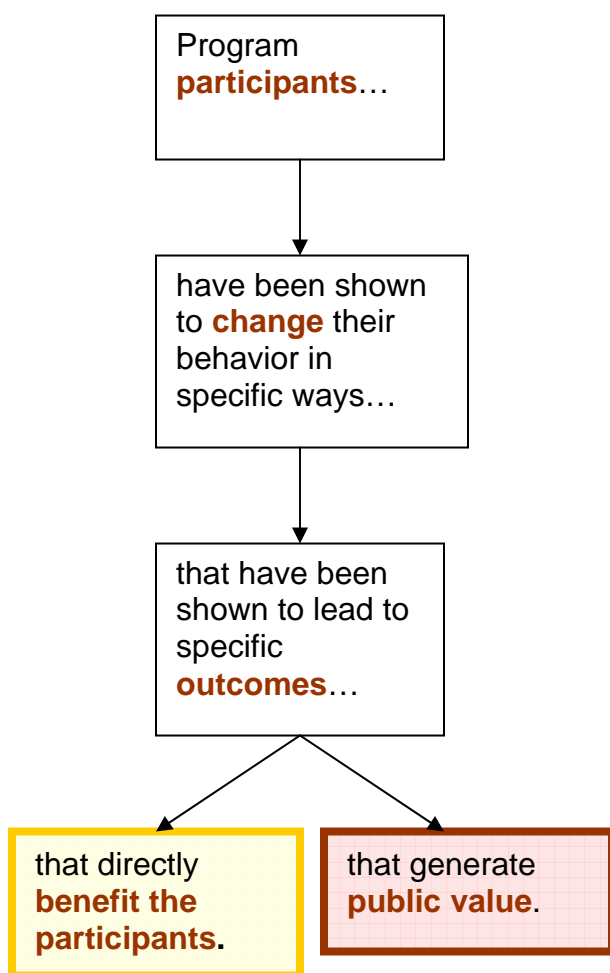 Program
participants…
have been shown
to change their
behavior in
specific ways…
that have been
shown to lead to
specific
outcomes…
that directly
benefit the
participants.
that generate
public value.